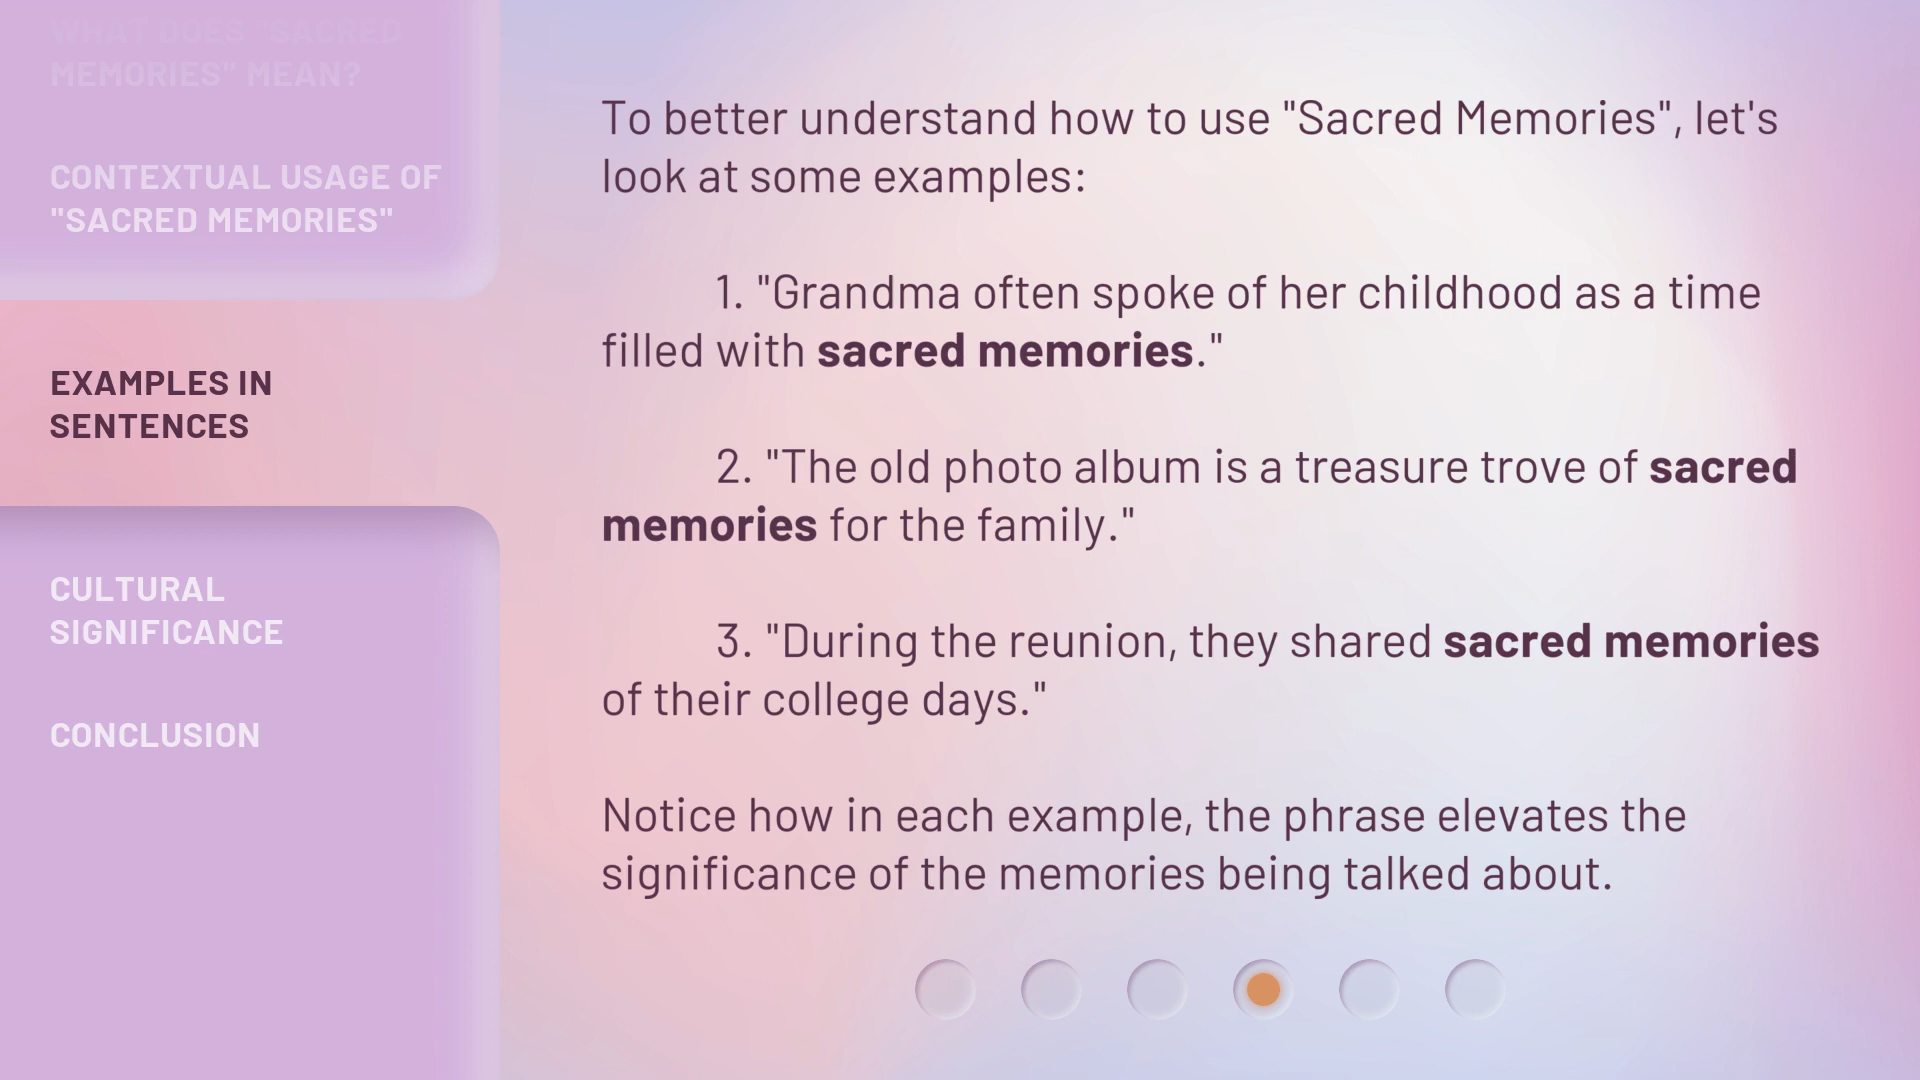 WHAT DOES "SACRED
MEMORIES" MEAN?
CONTEXTUAL USAGE OF
"SACRED MEMORIES"
EXAMPLES IN
SENTENCES
CULTURAL
SIGNIFICANCE
CONCLUSION
To better understand how to use "Sacred Memories", let's
look at some examples:
1. "Grandma often spoke of her childhood as a time
filled with sacred memories."
2. "The old photo album is a treasure trove of sacred
memories for the family."
3. "During the reunion, they shared sacred memories
of their college days."
Notice how in each example, the phrase elevates the
significance of the memories being talked about.